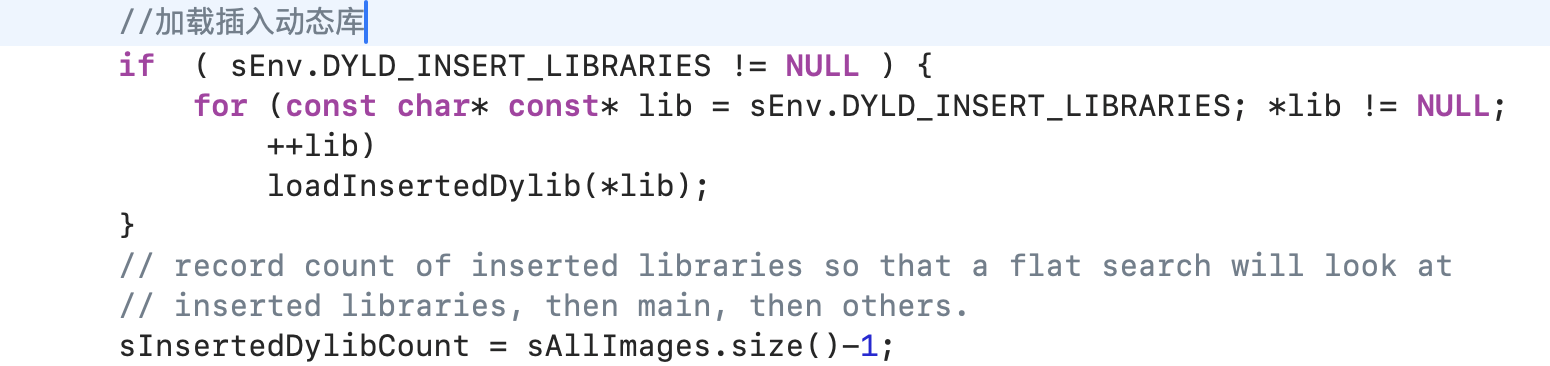 //加载插入动态库
if  ( sEnv.DYLD_INSERT_LIBRARIES != NULL ) {
for (const char* const* lib = sEnv.DYLD_INSERT_LIBRARIES; *lib != NULL;
++lib)
loadInsertedDylib(*lib);
}
// record count of inserted libraries so that a flat search will look at
// inserted libraries, then main, then others.
sInsertedDylibCount = sAllImages.size()-1;